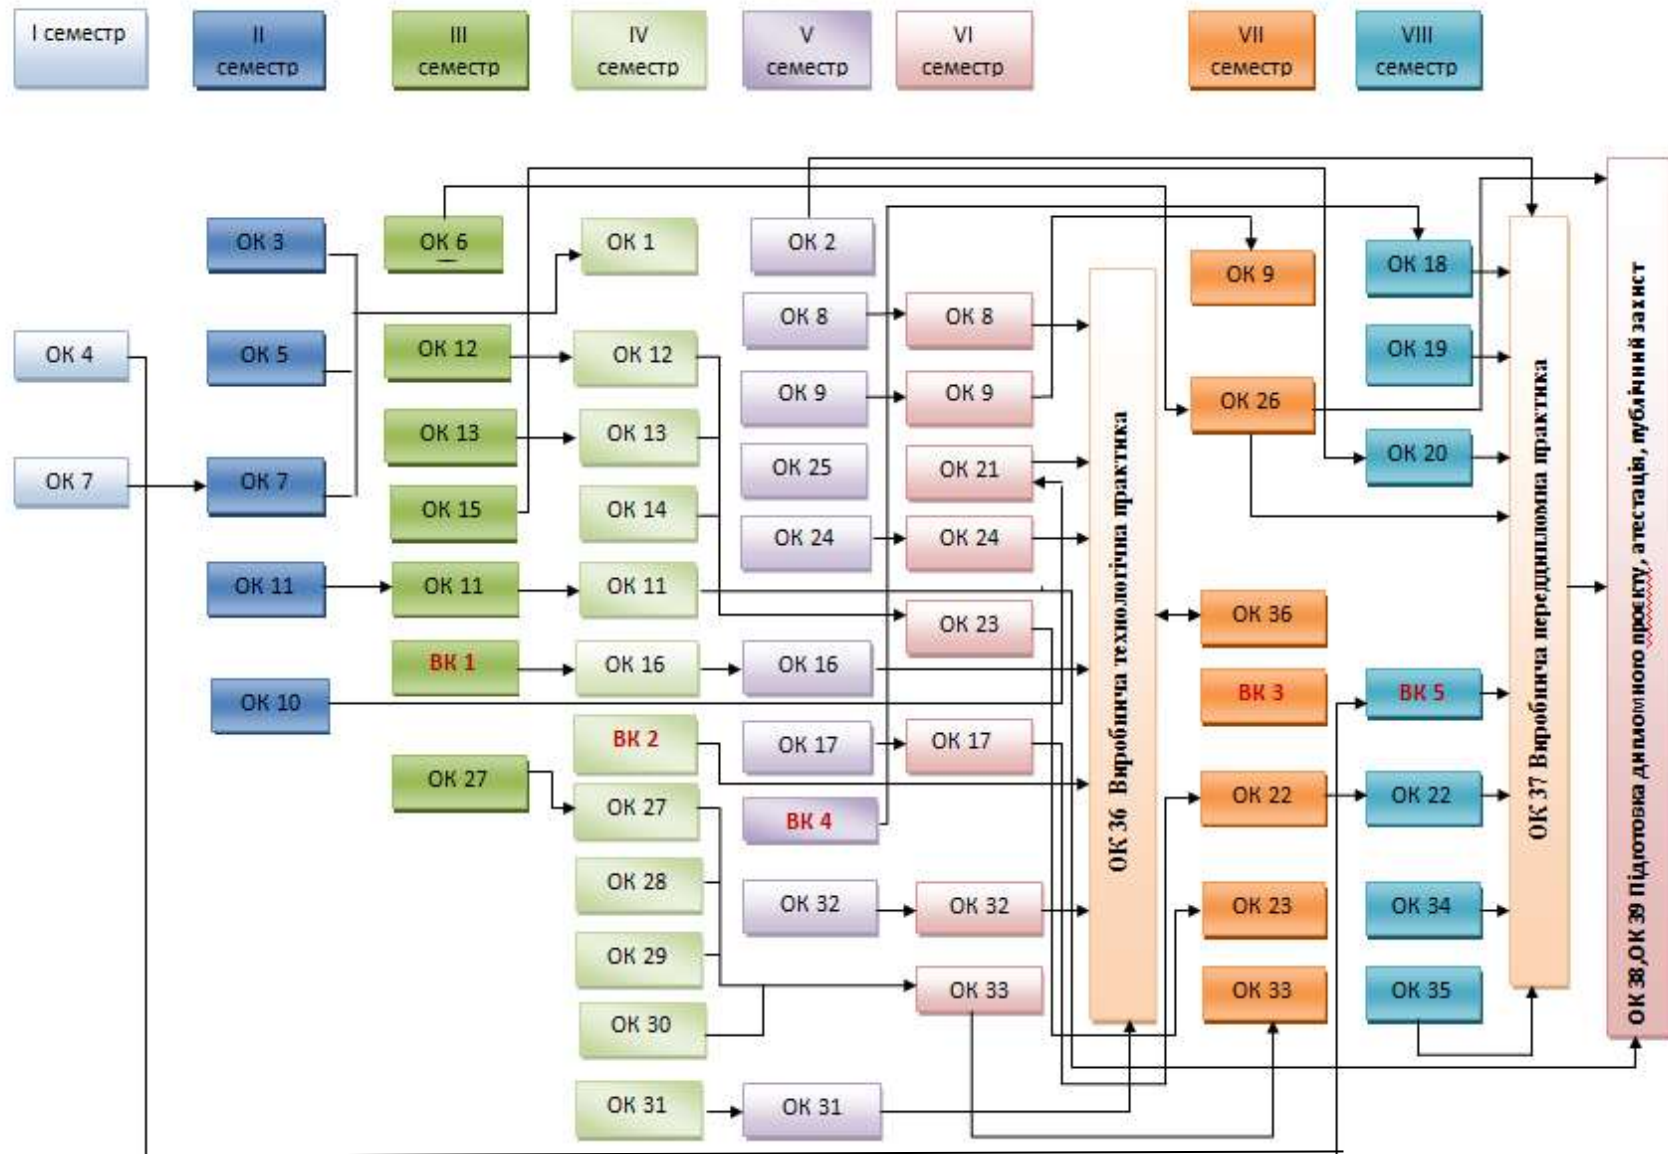 I семестр
II
семестр
III
семестр
IV
семестр
V
семестр
VI
семестр
VII
семестр
VIII
семестр
ОК 4
ОК 7
ОК 3
ОК 5
ОК 7
ОК 11
ОК 10
ОК 6
ОК 12
ОК 13
ОК 15
ОК 11
ВК 1
ОК 27
ОК 1
ОК 12
ОК 13
ОК 14
ОК 11
ОК 16
ВК 2
ОК 27
ОК 28
ОК 29
ОК 30
ОК 31
ОК 2
ОК 8
ОК 9
ОК 25
ОК 24
ОК 16
ОК 17
ВК 4
ОК 32
ОК 31
ОК 8
ОК 9
ОК 21
ОК 24
ОК 23
ОК 17
ОК 32
ОК 33
ОК 36 Виробнича технологічна практика
ОК 9
ОК 26
ОК 36
ВК 3
ОК 22
ОК 23
ОК 33
ОК 18
ОК 19
ОК 20
ВК 5
ОК 22
ОК 34
ОК 35
ОК 37 Виробнича переддипломна практика
ОК 38,ОК 39 Підготовка дипломного проекту, атестація, публічний захист